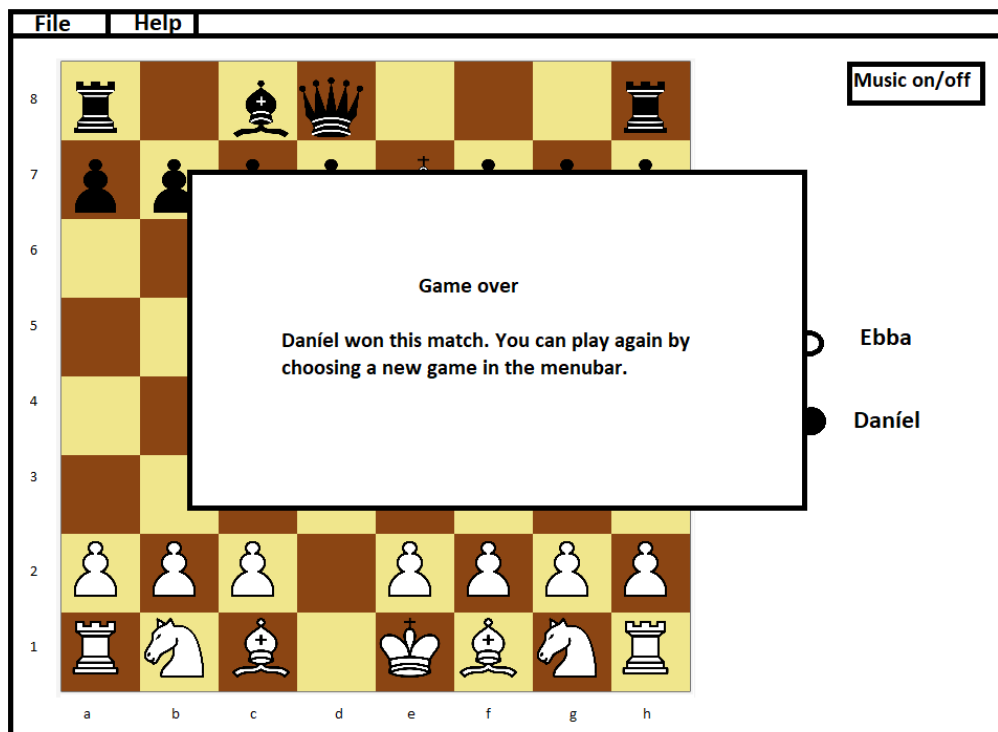 File Help
Music on/off
8
7
6
5
4
3
2
1
Game over
Daníel won this match. You can play again by
choosing a new game in the menubar.
Ebba
Daníel
a b c d e f g h